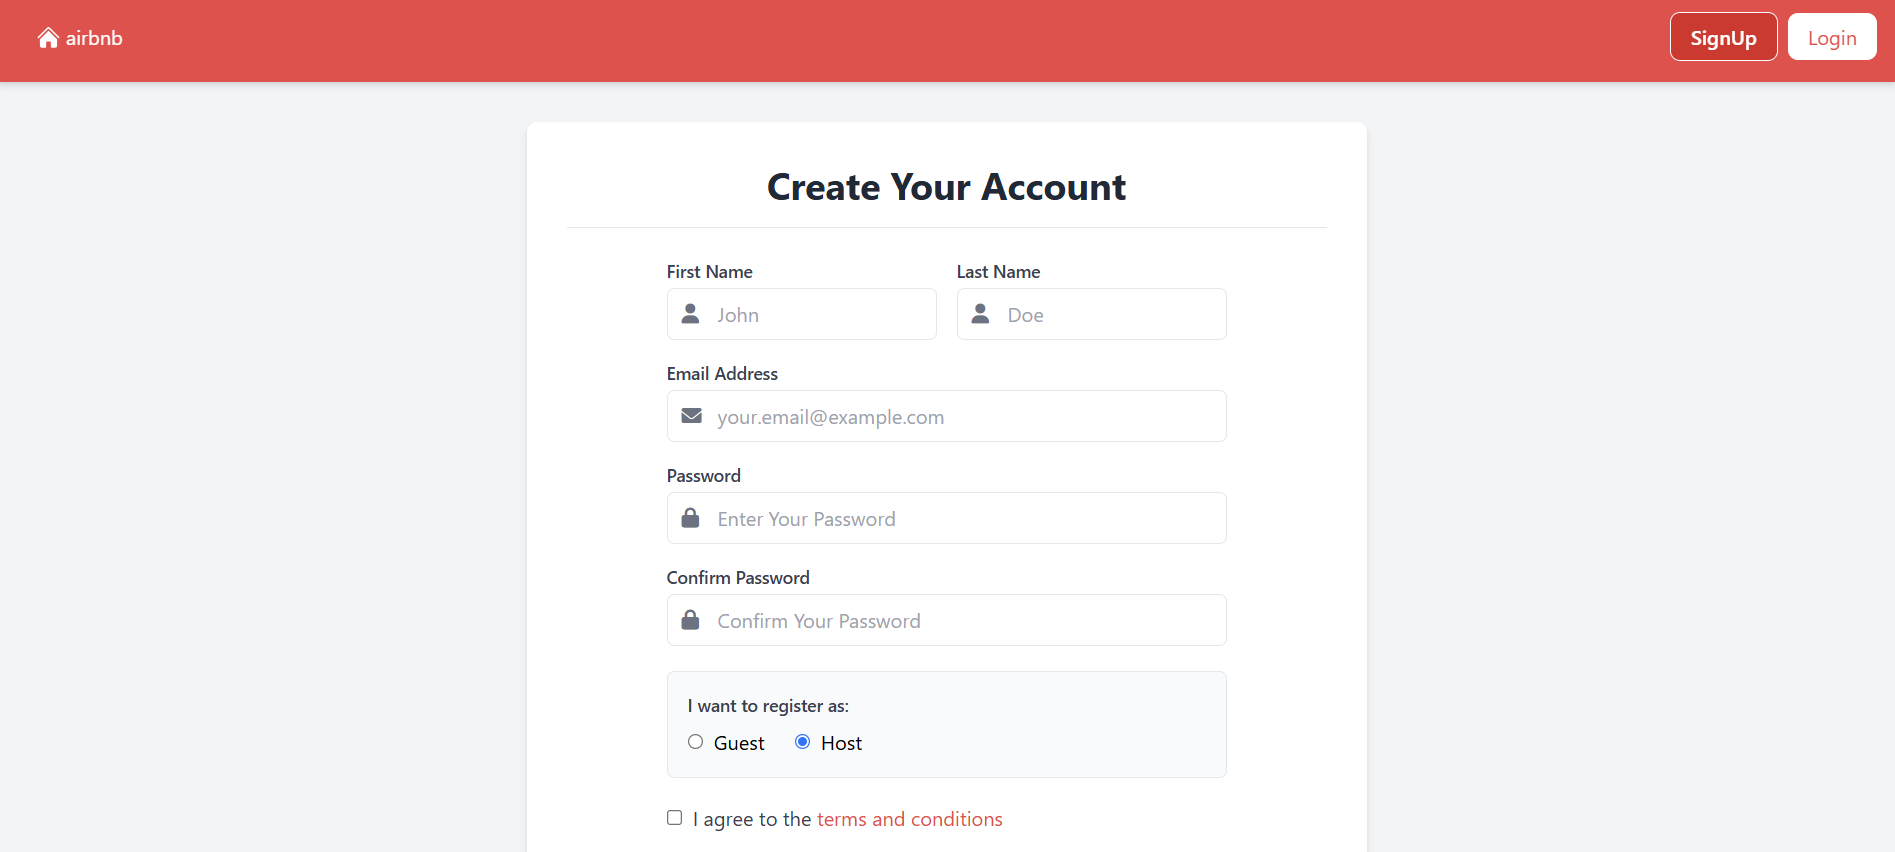 airbnb
SignUp
Login
Create Your Account
First Name
Last Name
John
Doe
Email Address
your.email@example.com
Password
Enter Your Password
Confirm Password
Confirm Your Password
I want to register as:
Guest
Host
I agree to the terms and conditions